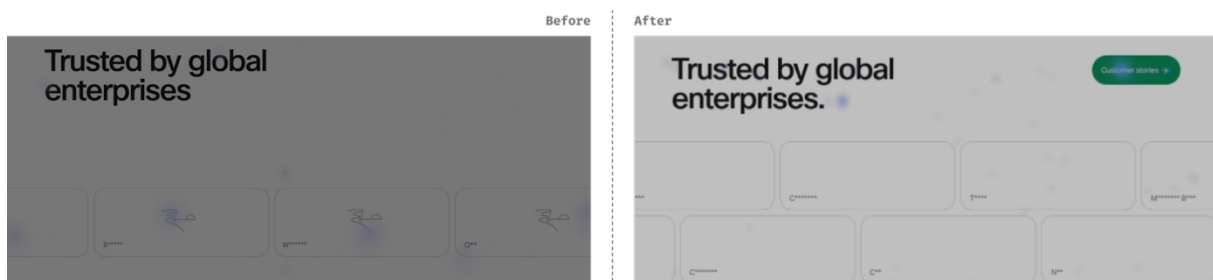 Before
After
Trusted by global
enterprises
R*****
W******
O**
Trusted by global
enterprises.
Customer stories →
***
C*******
T****
M******* B***
C*******
C**
N**